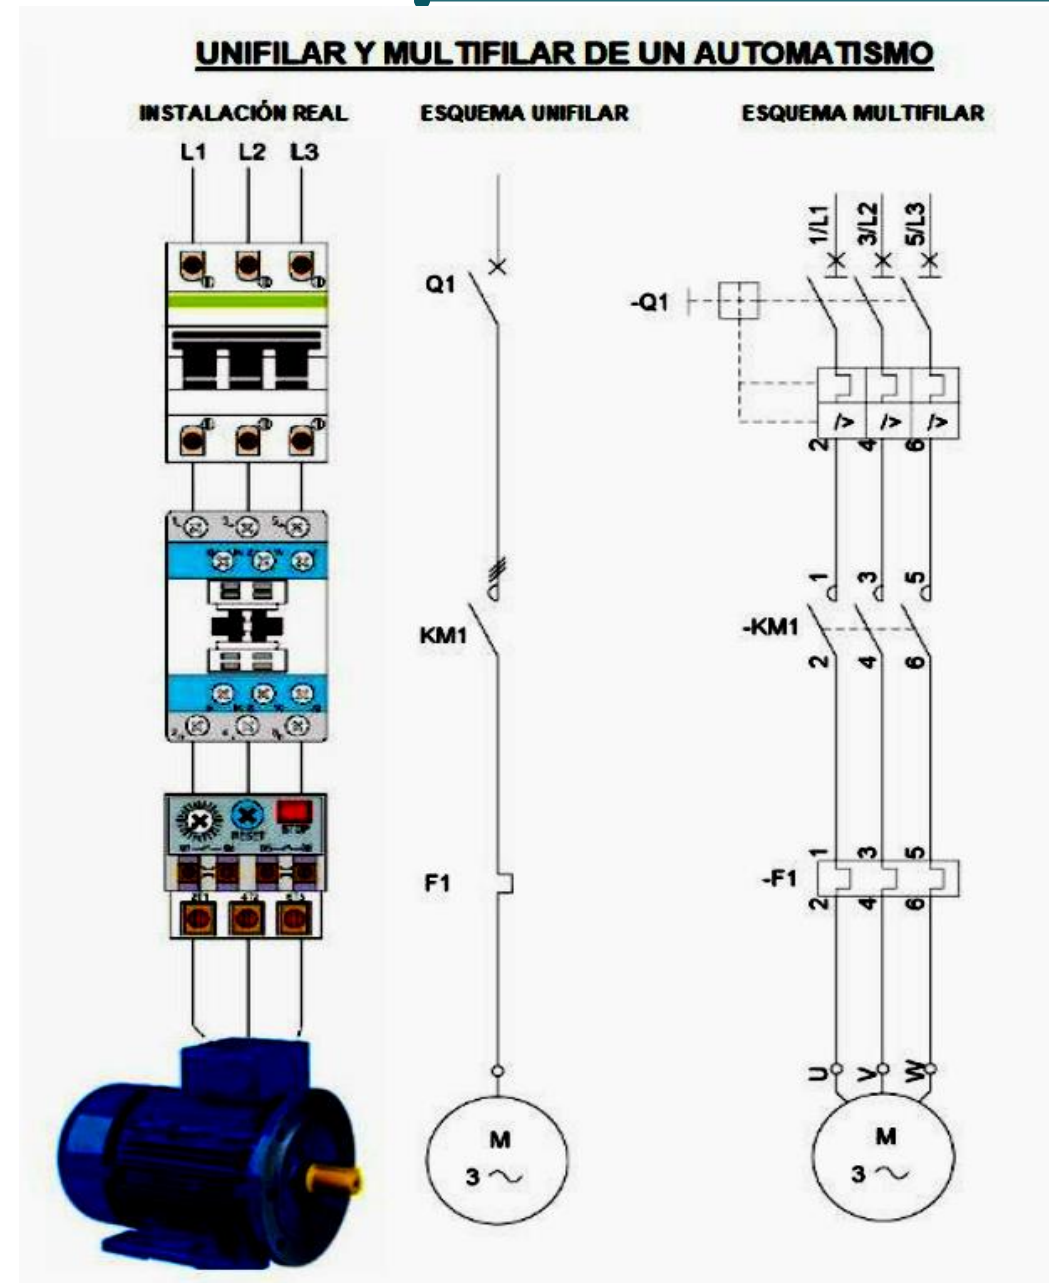 UNIFILAR Y MULTIFILAR DE UN AUTOMATISMO
INSTALACIÓN REAL
ESQUEMA UNIFILAR
ESQUEMA MULTIFILAR
L1 L2 L3
1/L1 3/L2 5/L3
Q1
-Q1
/> /> />
2 4 6
1 3 5
KM1
-KM1
2 4 6
RESET
STOP
F1
1 3 5
-F1
2 4 6
U V W
M
3 ~
M
3 ~